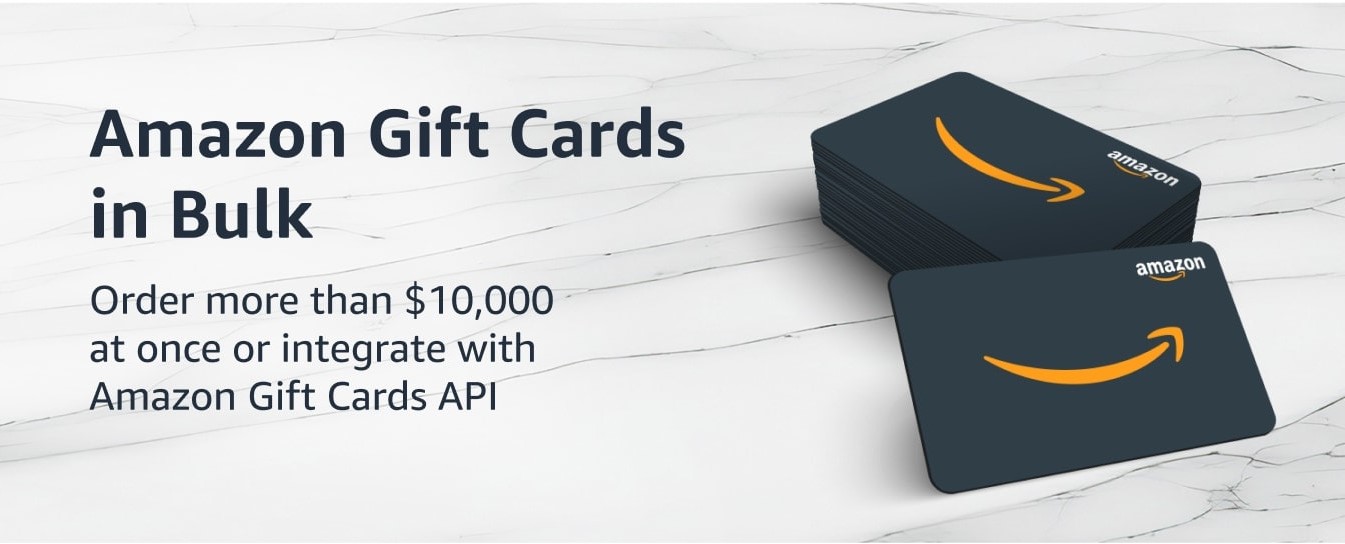 Amazon Gift Cards
in Bulk
Order more than $10,000
at once or integrate with
Amazon Gift Cards API
amazon
amazon